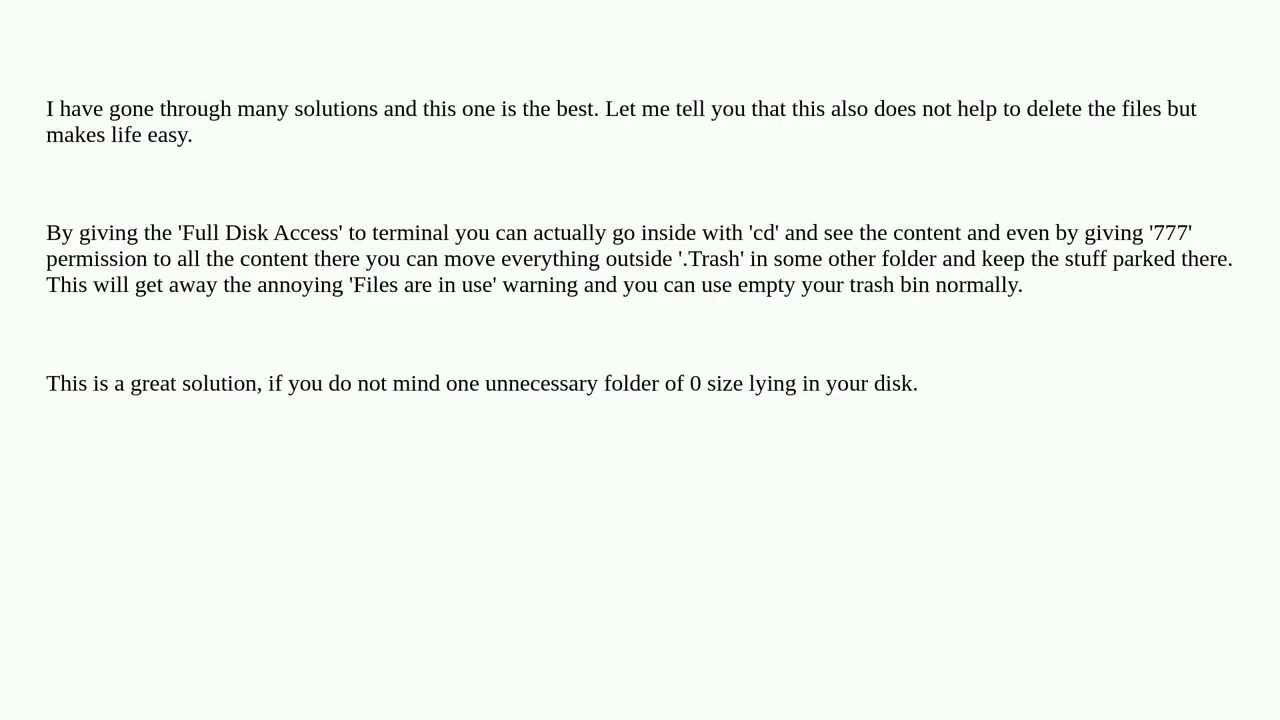 I have gone through many solutions and this one is the best. Let me tell you that this also does not help to delete the files but
makes life easy.
By giving the 'Full Disk Access' to terminal you can actually go inside with 'cd' and see the content and even by giving '777'
permission to all the content there you can move everything outside '.Trash' in some other folder and keep the stuff parked there.
This will get away the annoying 'Files are in use' warning and you can use empty your trash bin normally.
This is a great solution, if you do not mind one unnecessary folder of 0 size lying in your disk.